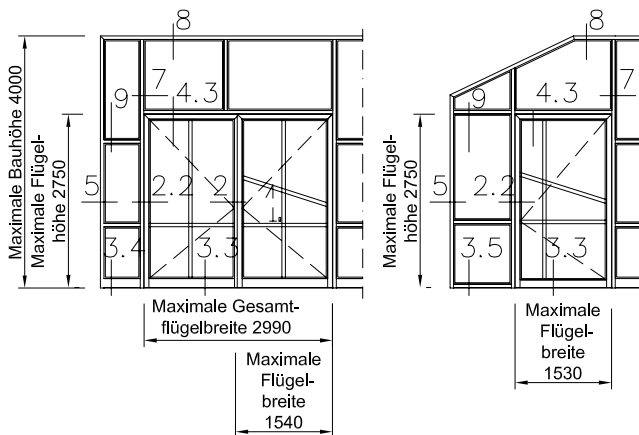 8
8
7
7
9
4.3
9
4.3
Maximale Bauhöhe 4000
Maximale Flügel-
höhe 2750
Maximale Flügel-
höhe 2750
5
2.2
2
1
5
2.2
3.4
3.3
3.5
3.3
Maximale Gesamt-
flügelbreite 2990
Maximale
Flügel-
breite
1540
Maximale
Flügel-
breite
1530